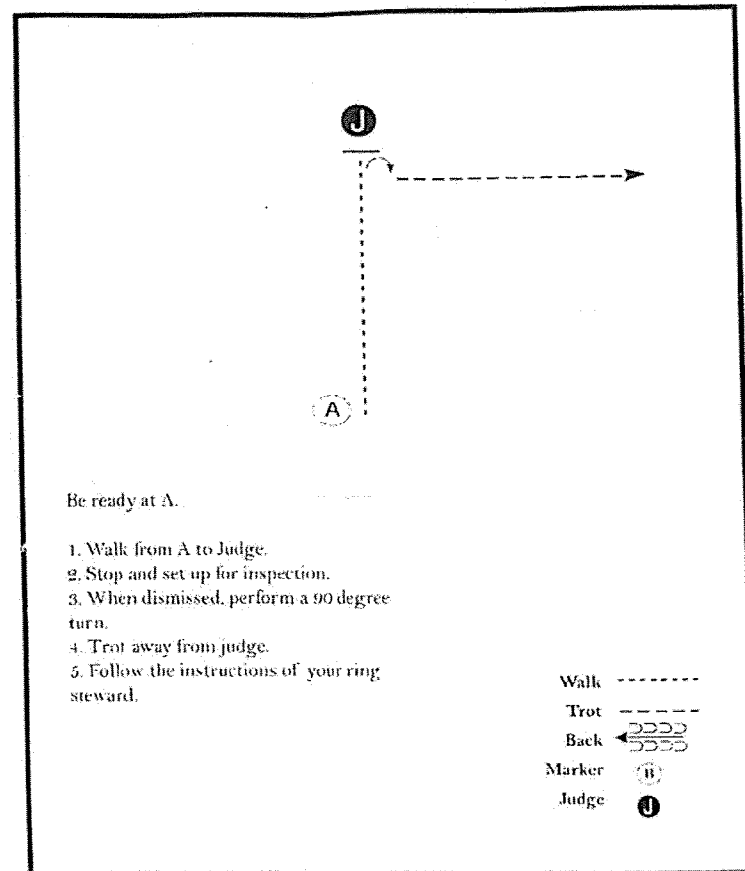 J
A
Be ready at A.
1. Walk from A to Judge.
2. Stop and set up for inspection.
3. When dismissed, perform a 90 degree
turn.
4. Trot away from judge.
5. Follow the instructions of your ring
steward.
Walk
Trot
Back
Marker B
Judge J